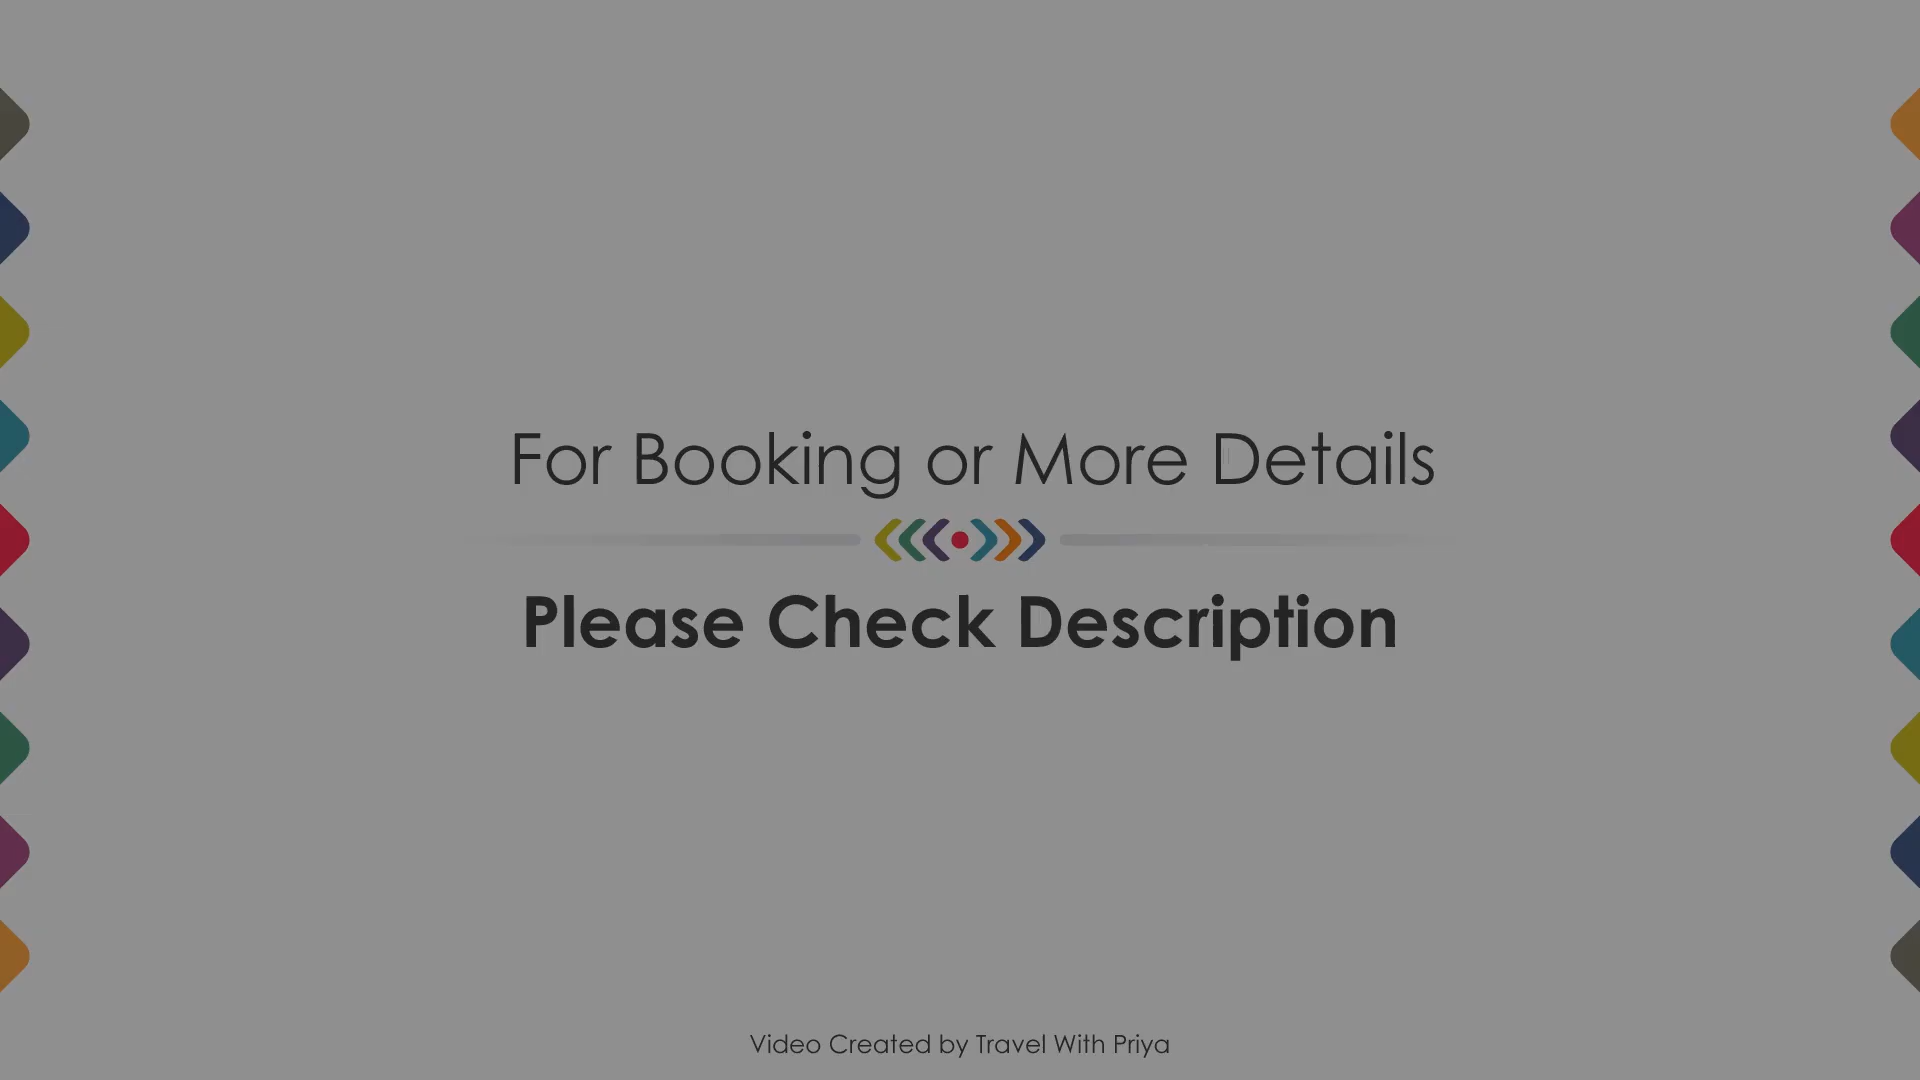 For Booking or More Details
Please Check Description
Video Created by Travel With Priya